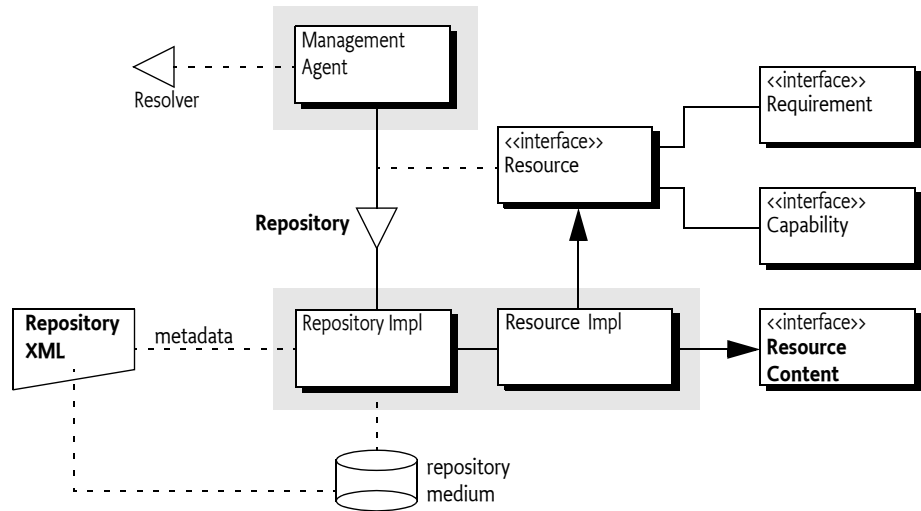 Management
Agent
Resolver
<<interface>>
Requirement
<<interface>>
Resource
<<interface>>
Capability
Repository
Repository
XML
metadata
Repository Impl
Resource Impl
<<interface>>
Resource
Content
repository
medium